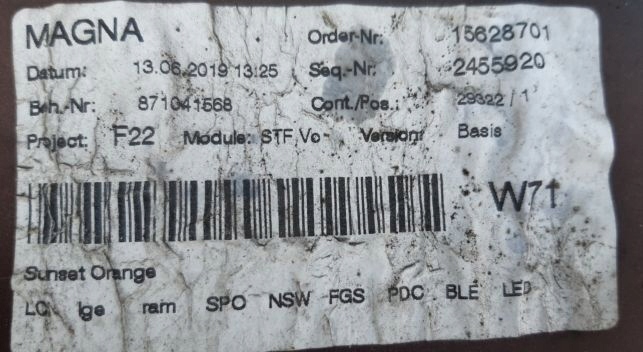 MAGNA Order-Nr: 15628701
Datum: 13.06.2019 13:25 Seq.-Nr: 2455920
Beh.-Nr: 871041568 Cont./Pos.: 29322 / 1
Project: F22 Module: STF,Vo- Version: Basis
W71
Sunset Orange
LC lge ram SPO NSW FGS PDC BLE LED